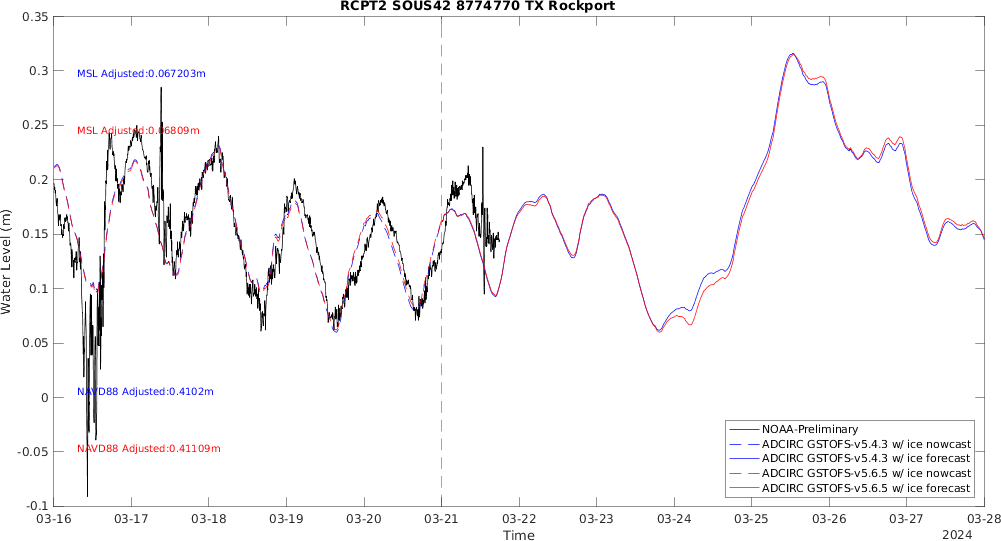 RCPT2 SOUS42 8774770 TX Rockport
0.35
0.3
0.25
0.2
0.15
0.1
0.05
0
-0.05
-0.1
Water Level (m)
MSL Adjusted:0.067203m
MSL Adjusted:0.06809m
NAVD88 Adjusted:0.4102m
NAVD88 Adjusted:0.41109m
NOAA-Preliminary
ADCIRC GSTOFS-v5.4.3 w/ ice nowcast
ADCIRC GSTOFS-v5.4.3 w/ ice forecast
ADCIRC GSTOFS-v5.6.5 w/ ice nowcast
ADCIRC GSTOFS-v5.6.5 w/ ice forecast
03-16 03-17 03-18 03-19 03-20 03-21 03-22 03-23 03-24 03-25 03-26 03-27 03-28
Time
2024